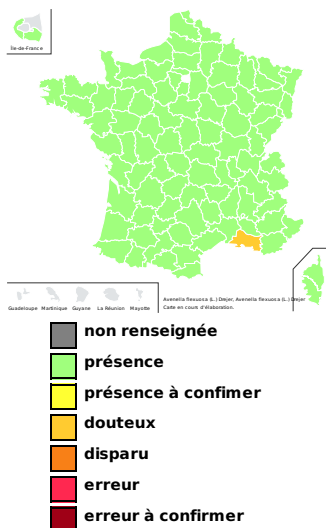 Île-de-France
Avenella flexuosa (L.) Drejer, Avenella flexuosa (L.) Drejer
Carte en cours d'élaboration.
Guadeloupe Martinique Guyane La Réunion Mayotte
non renseignée
présence
présence à confimer
douteux
disparu
erreur
erreur à confirmer